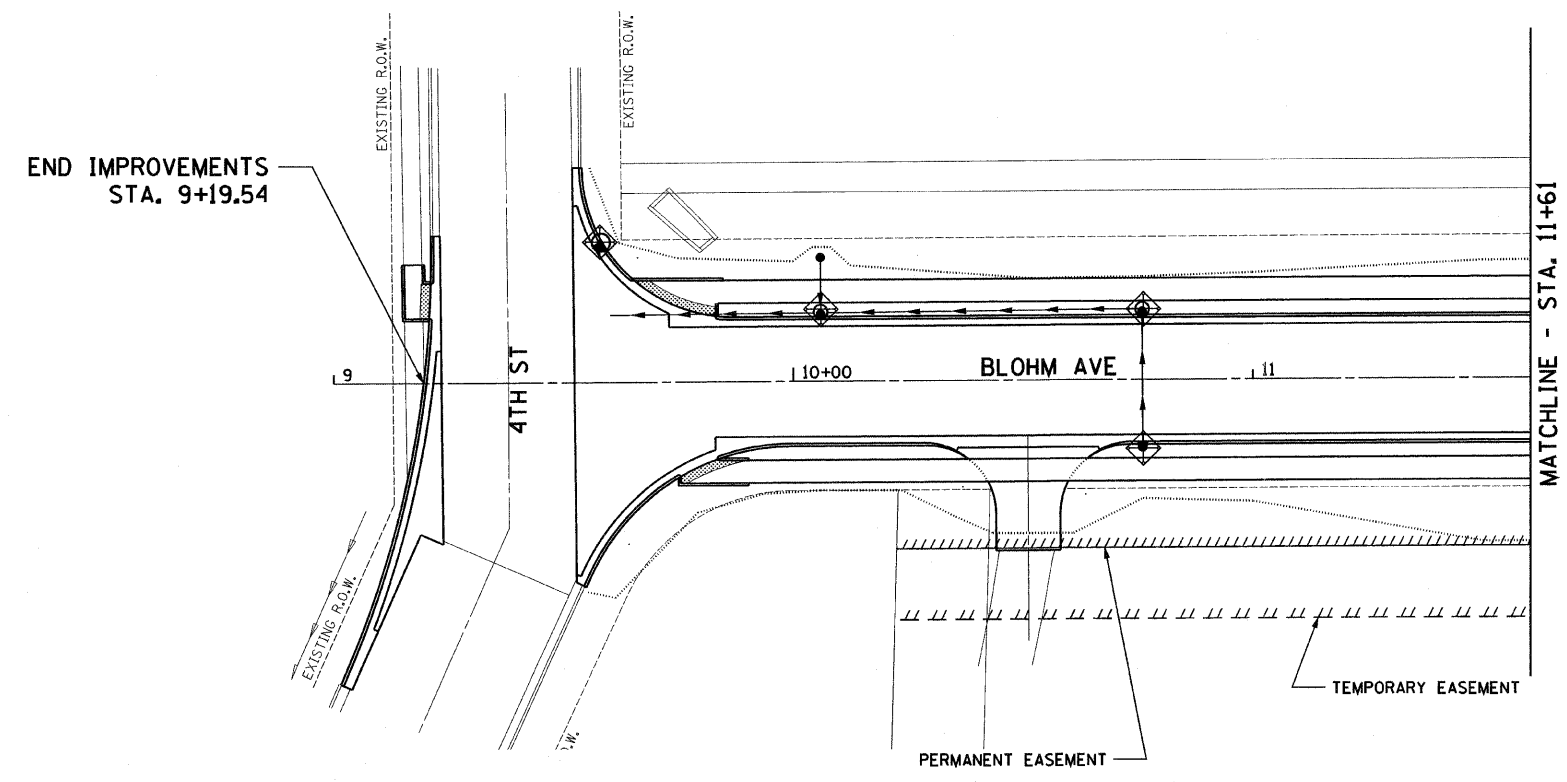 EXISTING R.O.W.
EXISTING R.O.W.
END IMPROVEMENTS
STA. 9+19.54
MATCHLINE - STA. 11+61
9
4TH ST
10+00
BLOHM AVE
11
EXISTING R.O.W.
TEMPORARY EASEMENT
PERMANENT EASEMENT